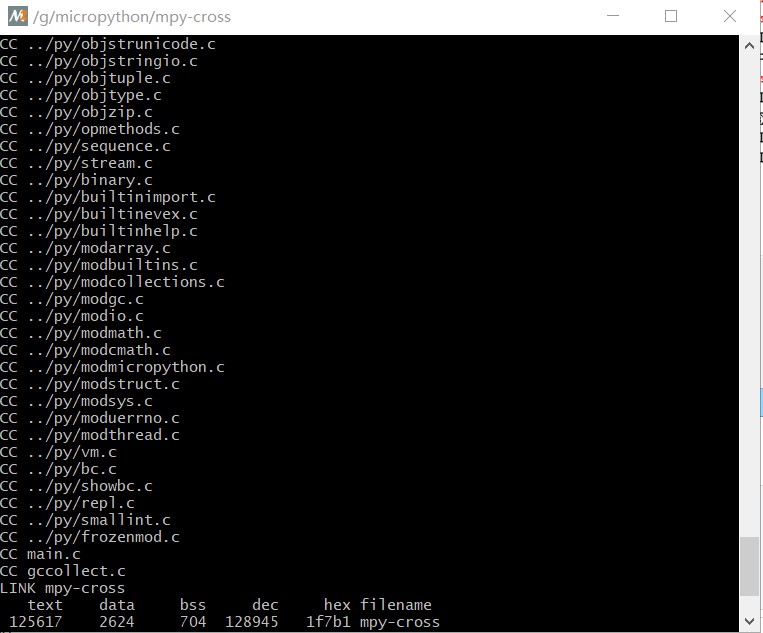 /g/micropython/mpy-cross
CC ../py/objstrunicode.c
CC ../py/objstringio.c
CC ../py/objtuple.c
CC ../py/objtype.c
CC ../py/objzip.c
CC ../py/opmethods.c
CC ../py/sequence.c
CC ../py/stream.c
CC ../py/binary.c
CC ../py/builtinimport.c
CC ../py/builtinevex.c
CC ../py/builtinhelp.c
CC ../py/modarray.c
CC ../py/modbuiltins.c
CC ../py/modcollections.c
CC ../py/modgc.c
CC ../py/modio.c
CC ../py/modmath.c
CC ../py/modcmath.c
CC ../py/modmicropython.c
CC ../py/modstruct.c
CC ../py/modsys.c
CC ../py/moduerrno.c
CC ../py/modthread.c
CC ../py/vm.c
CC ../py/bc.c
CC ../py/showbc.c
CC ../py/repl.c
CC ../py/smallint.c
CC ../py/frozenmod.c
CC main.c
CC gccollect.c
LINK mpy-cross
text data bss dec hex filename
125617 2624 704 128945 1f7b1 mpy-cross